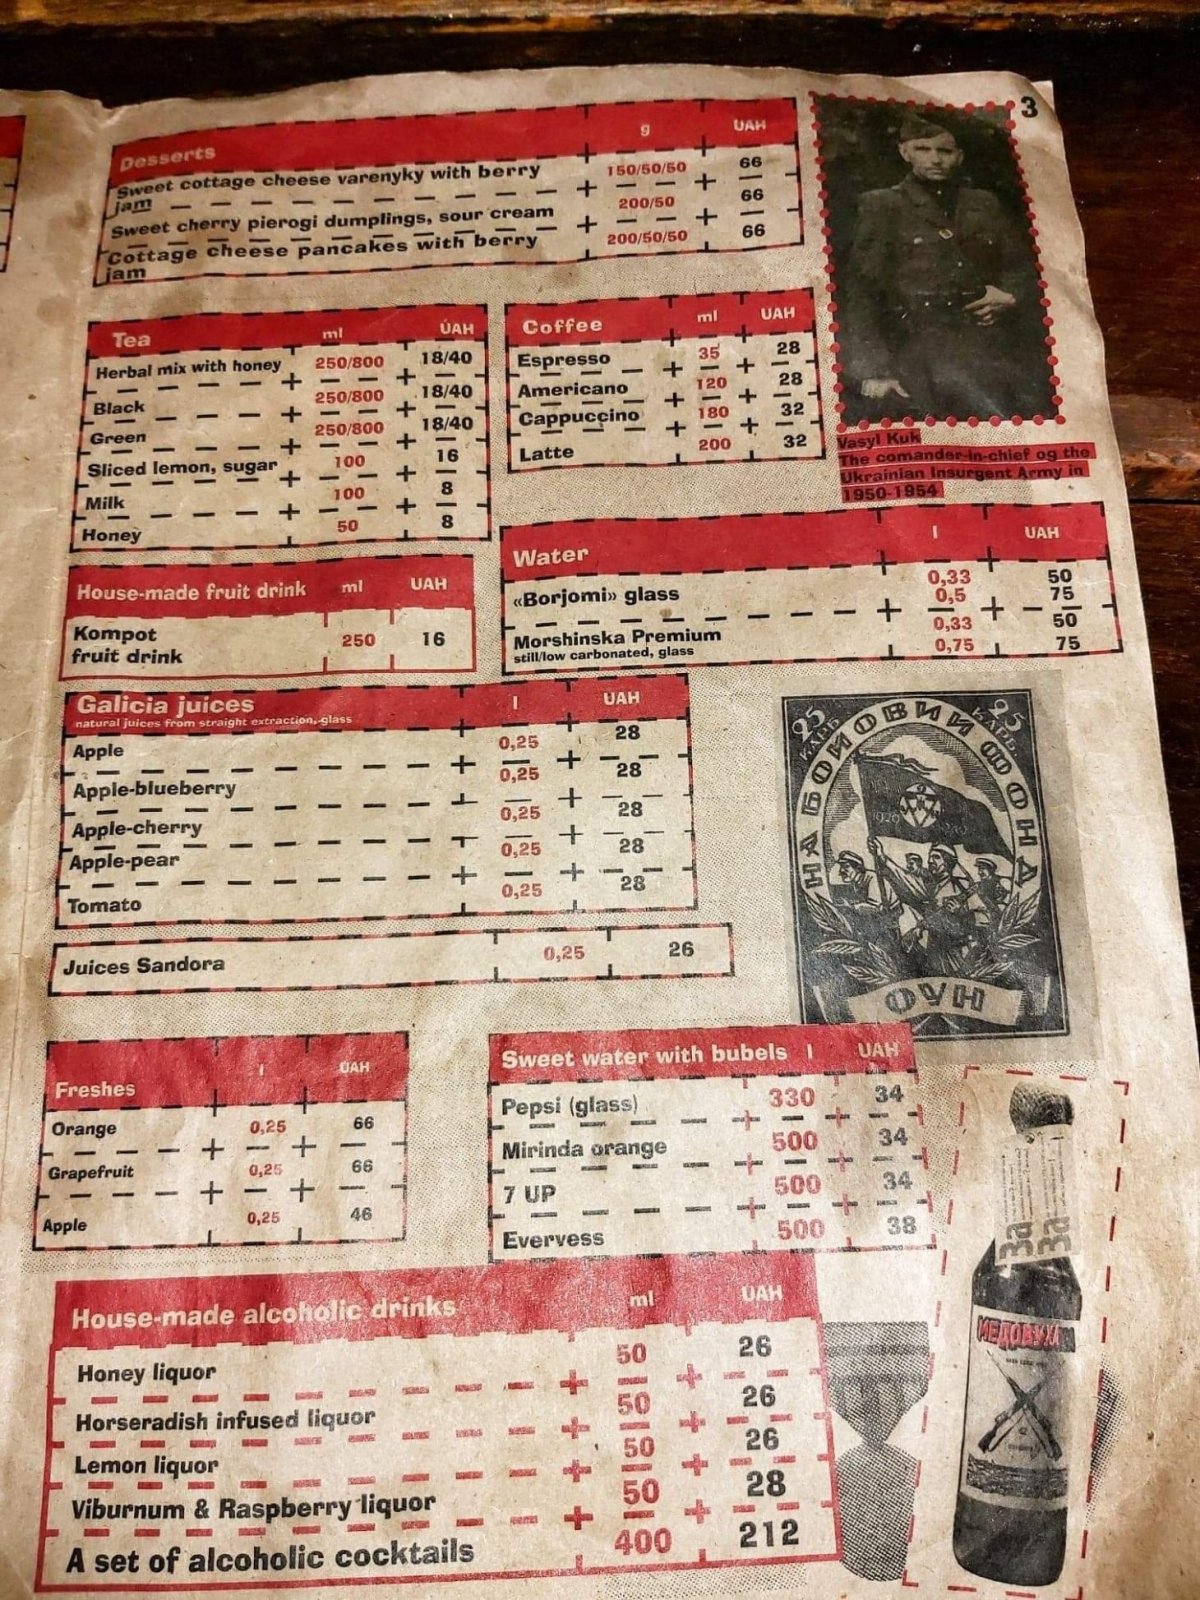 3
Desserts g UAH
Sweet cottage cheese varenyky with berry jam 150/50/50 66
Sweet cherry pierogi dumplings, sour cream 200/50 66
Cottage cheese pancakes with berry jam 200/50/50 66
Tea ml UAH
Herbal mix with honey 250/800 18/40
Black 250/800 18/40
Green 250/800 18/40
Sliced lemon, sugar 100 16
Milk 100 8
Honey 50 8
Coffee ml UAH
Espresso 35 28
Americano 120 28
Cappuccino 180 32
Latte 200 32
Vasyl Kuk
The comander-in-chief og the
Ukrainian Insurgent Army in
1950-1954
House-made fruit drink ml UAH
Kompot
fruit drink 250 16
Water l UAH
«Borjomi» glass 0,33 50
0,5 75
Morshinska Premium 0,33 50
still/low carbonated, glass 0,75 75
Galicia juices l UAH
natural juices from straight extraction, glass
Apple 0,25 28
Apple-blueberry 0,25 28
Apple-cherry 0,25 28
Apple-pear 0,25 28
Tomato 0,25 28
Juices Sandora 0,25 26
25 25
НА БОЙОВИЙ ФОНД
ОУН
Freshes l UAH
Orange 0,25 66
Grapefruit 0,25 66
Apple 0,25 46
Sweet water with bubels l UAH
Pepsi (glass) 330 34
Mirinda orange 500 34
7 UP 500 34
Evervess 500 38
За
За
МЕДОВУХА
House-made alcoholic drinks ml UAH
Honey liquor 50 26
Horseradish infused liquor 50 26
Lemon liquor 50 26
Viburnum & Raspberry liquor 50 28
A set of alcoholic cocktails 400 212